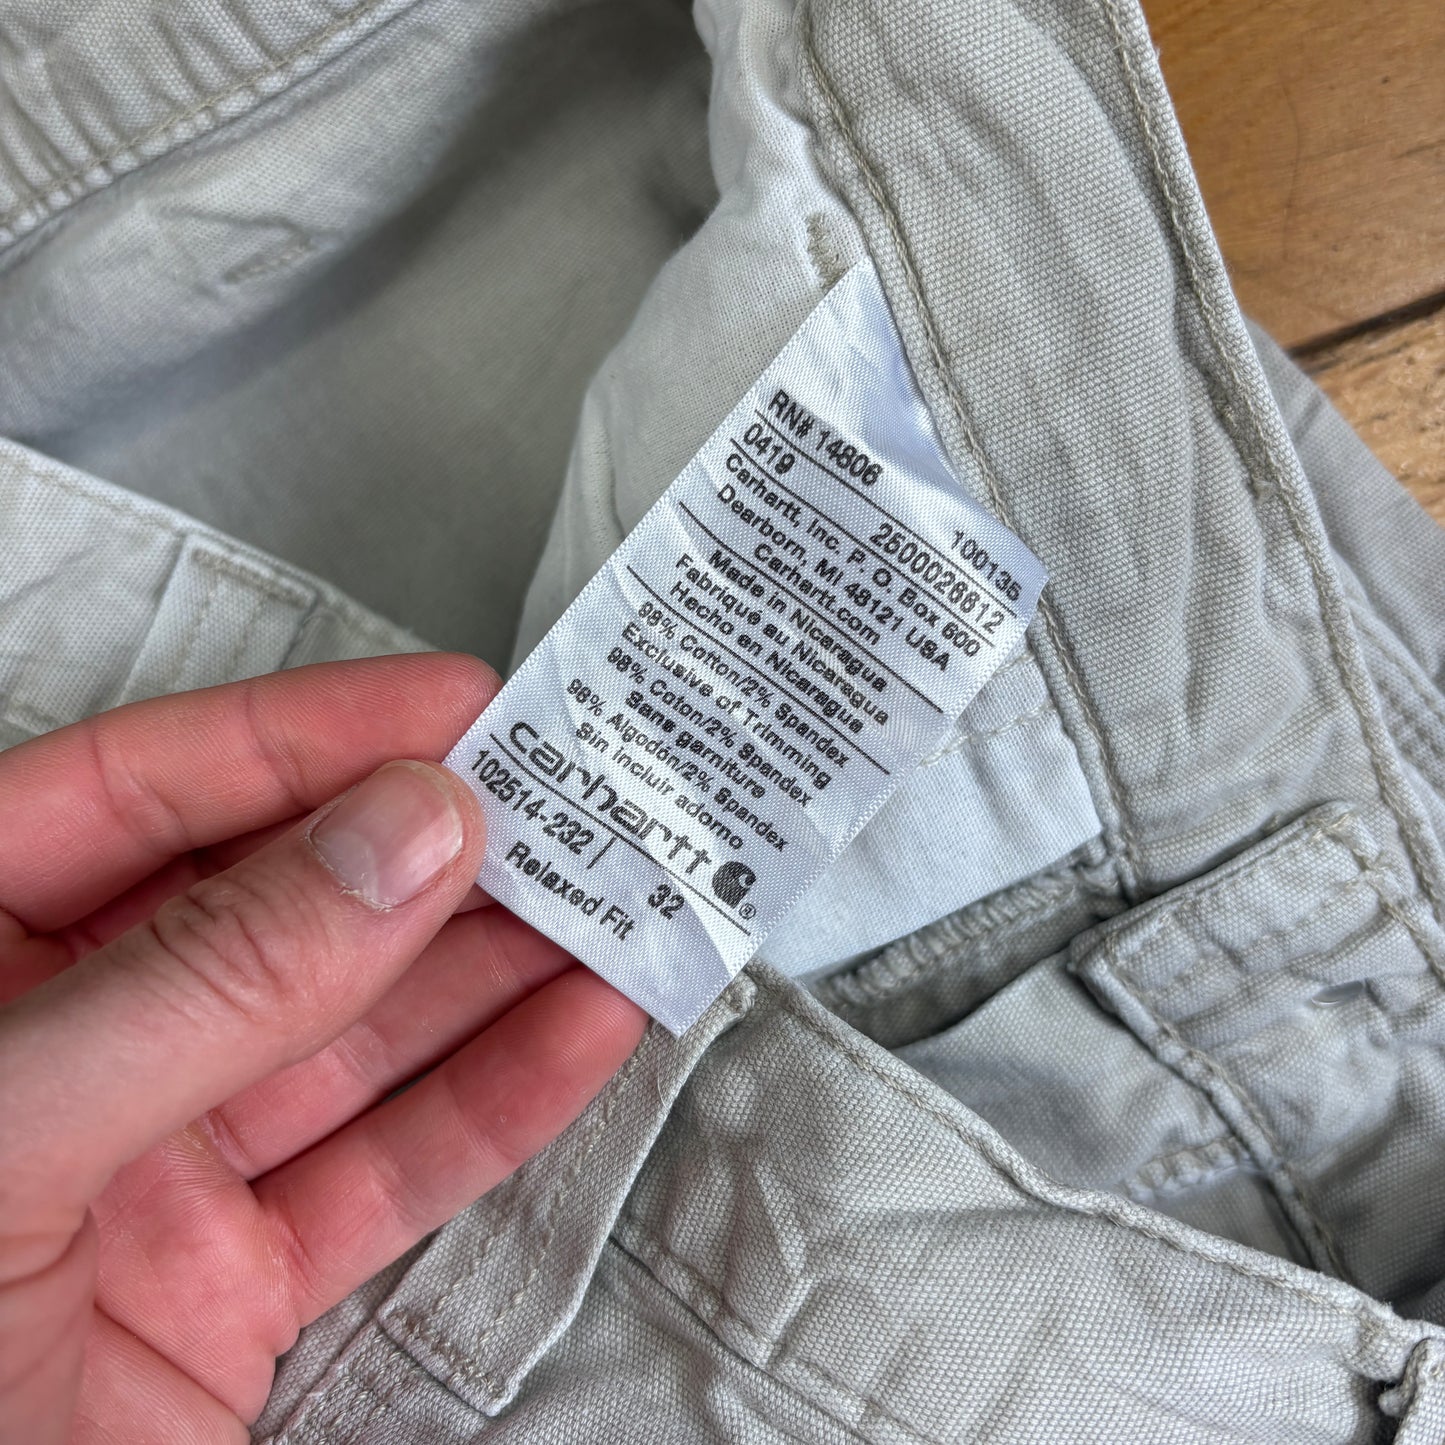 RN# 14806 100135
0419 2500026612
Carhartt, Inc. P. O. Box 600
Dearborn, MI 48121 USA
Carhartt.com
Made in Nicaragua
Fabriqué au Nicaragua
Hecho en Nicaragua
98% Cotton/2% Spandex
Exclusive of Trimming
98% Coton/2% Spandex
Sans garniture
98% Algodón/2% Spandex
Sin incluir adorno
carhartt ®
102514-232 | 32
Relaxed Fit